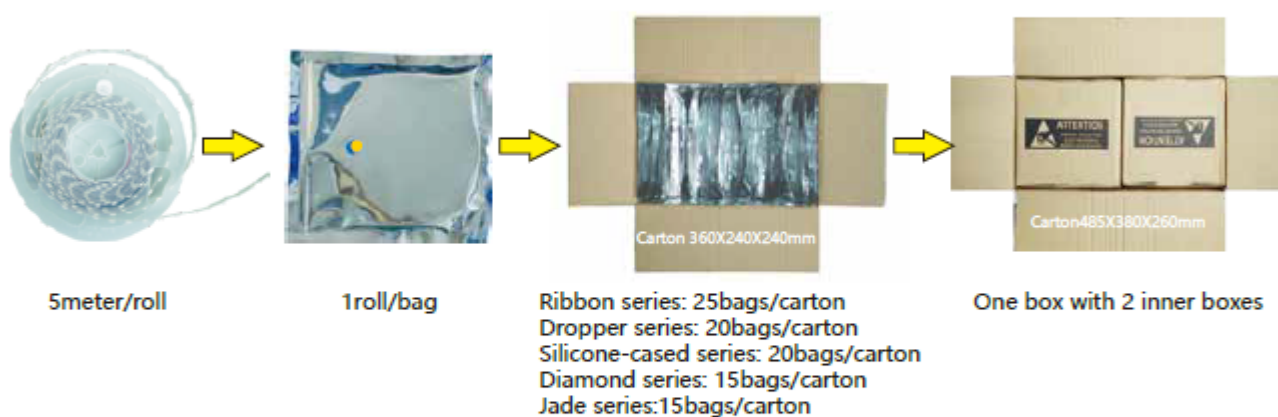 ATTENTION
ATTENTION
Carton 360X240X240mm
Carton485X380X260mm
5meter/roll
1roll/bag
Ribbon series: 25bags/carton
Dropper series: 20bags/carton
Silicone-cased series: 20bags/carton
Diamond series: 15bags/carton
Jade series:15bags/carton
One box with 2 inner boxes